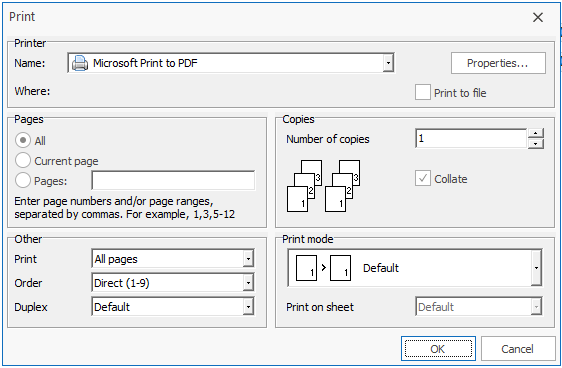 Print
Printer
Name:
Microsoft Print to PDF
Properties...
Where:
Print to file
Pages
All
Current page
Pages:
Enter page numbers and/or page ranges,
separated by commas. For example, 1,3,5-12
Copies
Number of copies
1
1 2 3 1 2 3
Collate
Other
Print
All pages
Order
Direct (1-9)
Duplex
Default
Print mode
1 > 1 Default
Print on sheet
Default
OK
Cancel